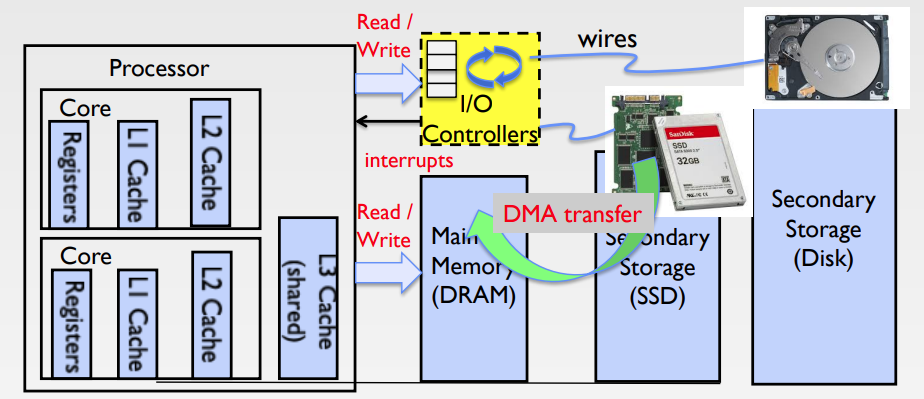 Read /
Write
wires
Processor
I/O
Controllers
Core
Registers
L1 Cache
L2 Cache
interrupts
SanDisk
SSD
32GB
Read /
Write
DMA transfer
Main
Memory
(DRAM)
Secondary
Storage
(SSD)
Secondary
Storage
(Disk)
Core
Registers
L1 Cache
L2 Cache
L3 Cache
(shared)